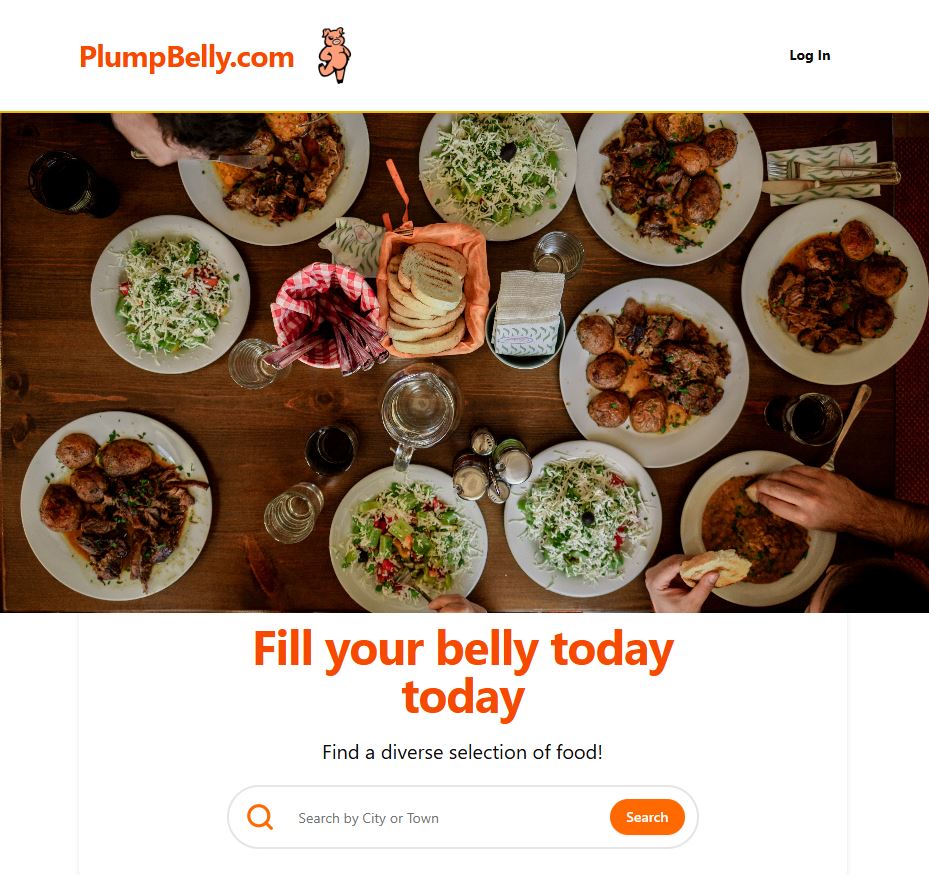 PlumpBelly.com
Log In
Fill your belly today
today
Find a diverse selection of food!
Search by City or Town
Search